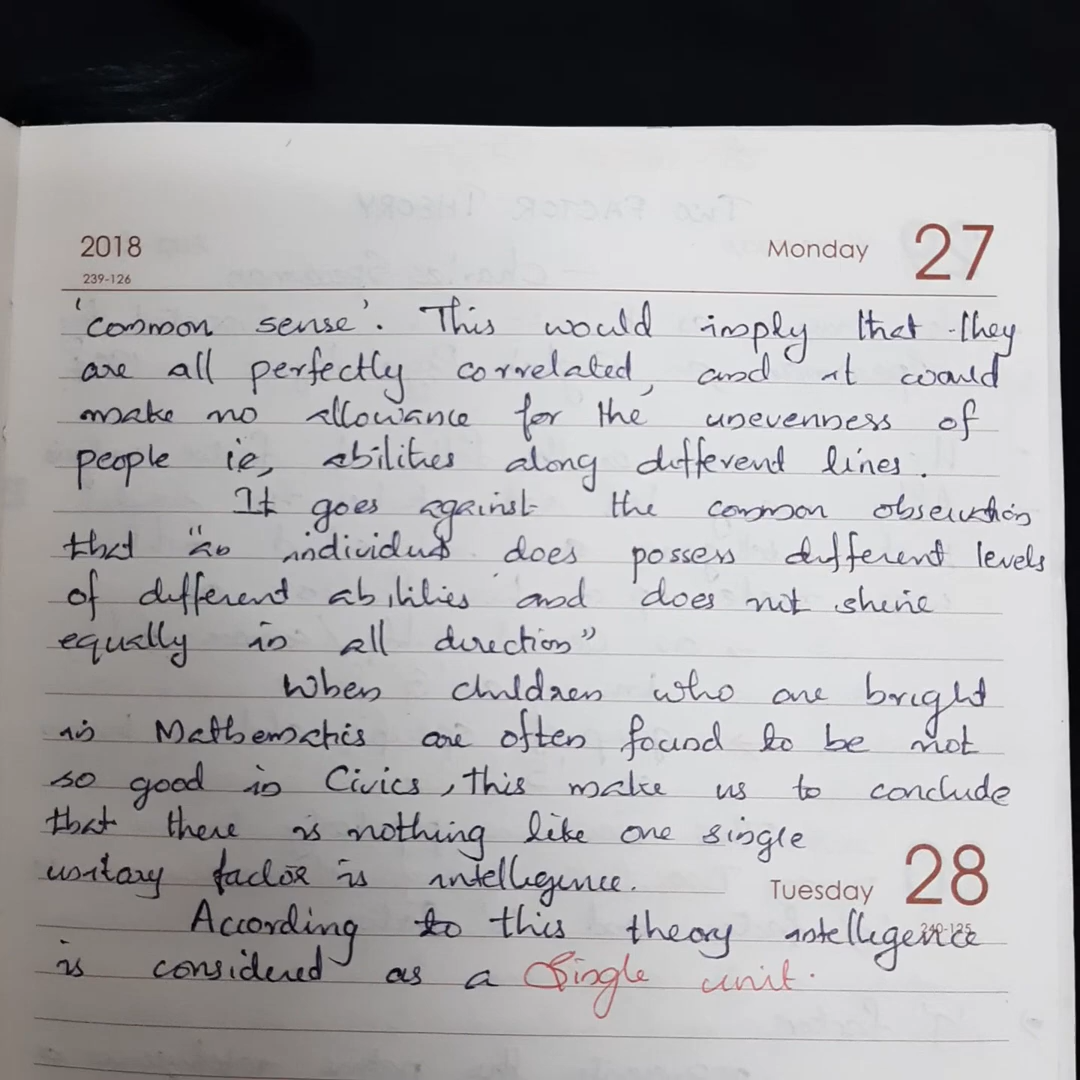 2018
Monday 27
239-126
'common sense'. This would imply that they
are all perfectly correlated, and it would
make no allowance for the unevenness of
people ie, abilities along different lines.
It goes against the common observation
that "an individual does possess different levels
of different abilities and does not shine
equally in all direction"
When children who are bright
in Mathematics are often found to be not
so good in Civics, this make us to conclude
that there is nothing like one single
unitary factor is intelligence.
Tuesday 28
According to this theory intelligence
is considered as a Single unit.